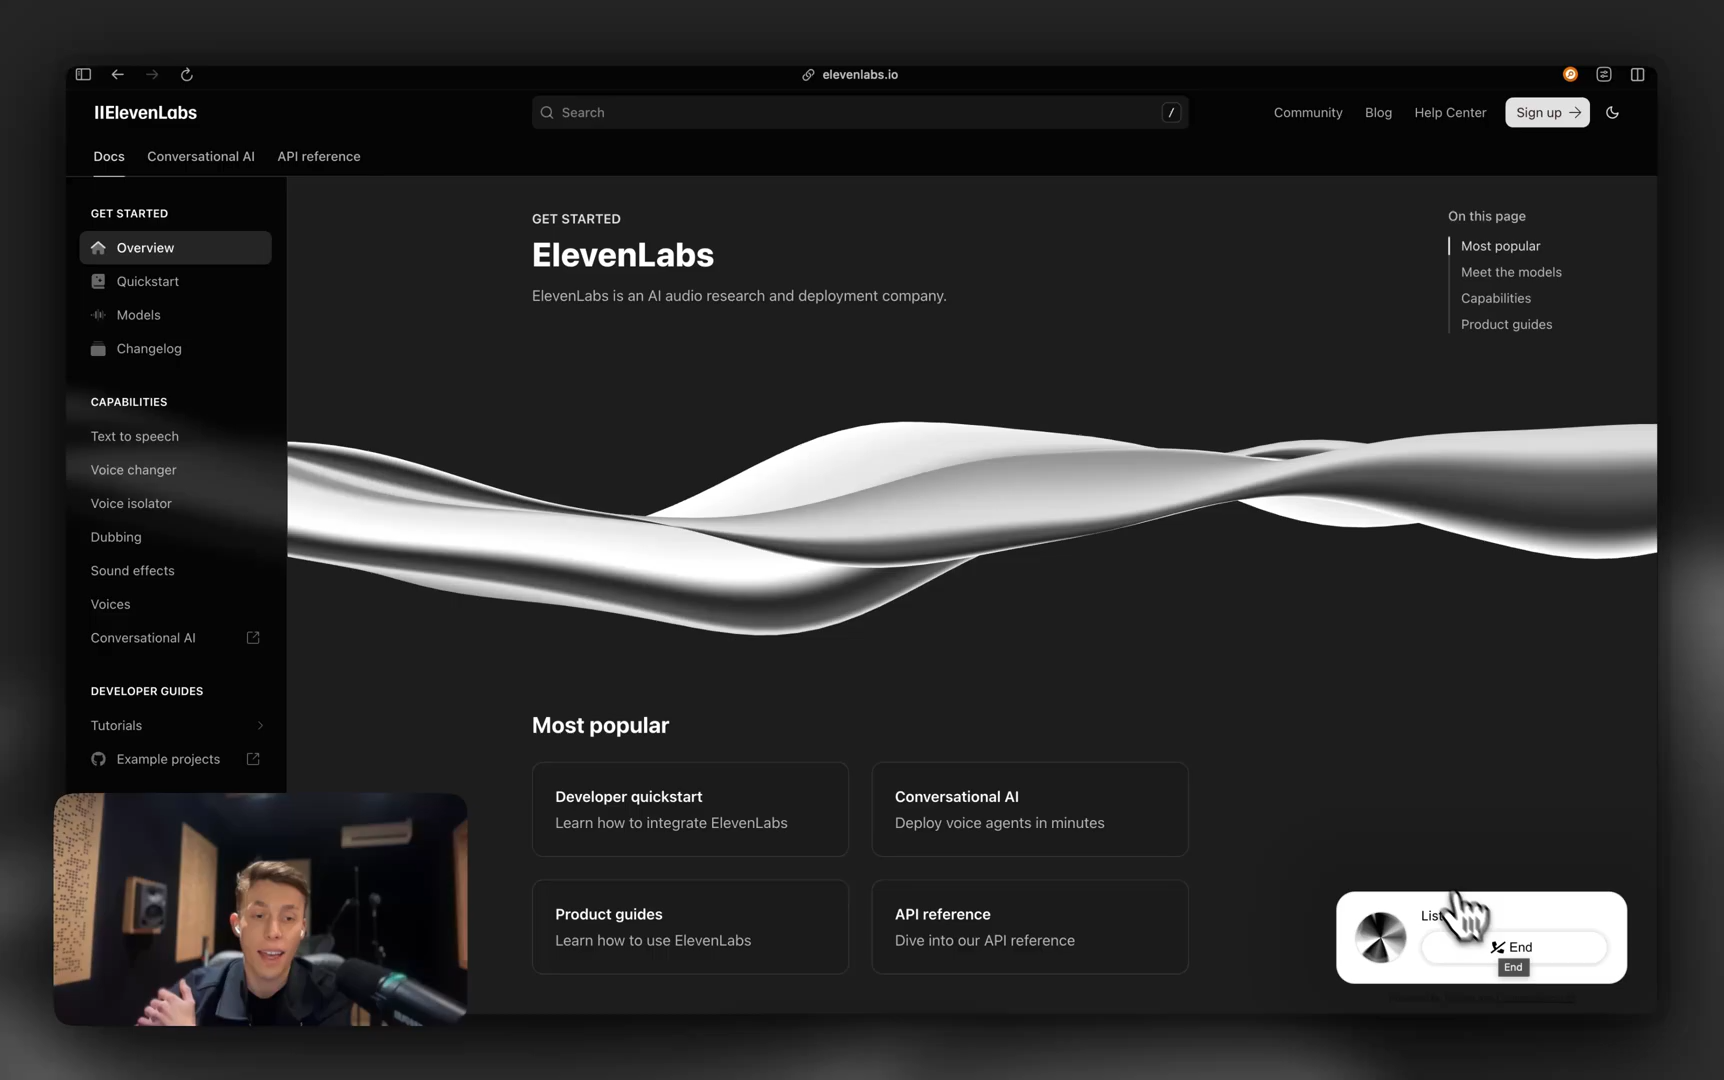 elevenlabs.io
IIElevenLabs
Search
/
Community
Blog
Help Center
Sign up
Docs
Conversational AI
API reference
GET STARTED
Overview
Quickstart
Models
Changelog
CAPABILITIES
Text to speech
Voice changer
Voice isolator
Dubbing
Sound effects
Voices
Conversational AI
DEVELOPER GUIDES
Tutorials
Example projects
GET STARTED
ElevenLabs
ElevenLabs is an AI audio research and deployment company.
On this page
Most popular
Meet the models
Capabilities
Product guides
Most popular
Developer quickstart
Learn how to integrate ElevenLabs
Conversational AI
Deploy voice agents in minutes
Product guides
Learn how to use ElevenLabs
API reference
Dive into our API reference
End
End